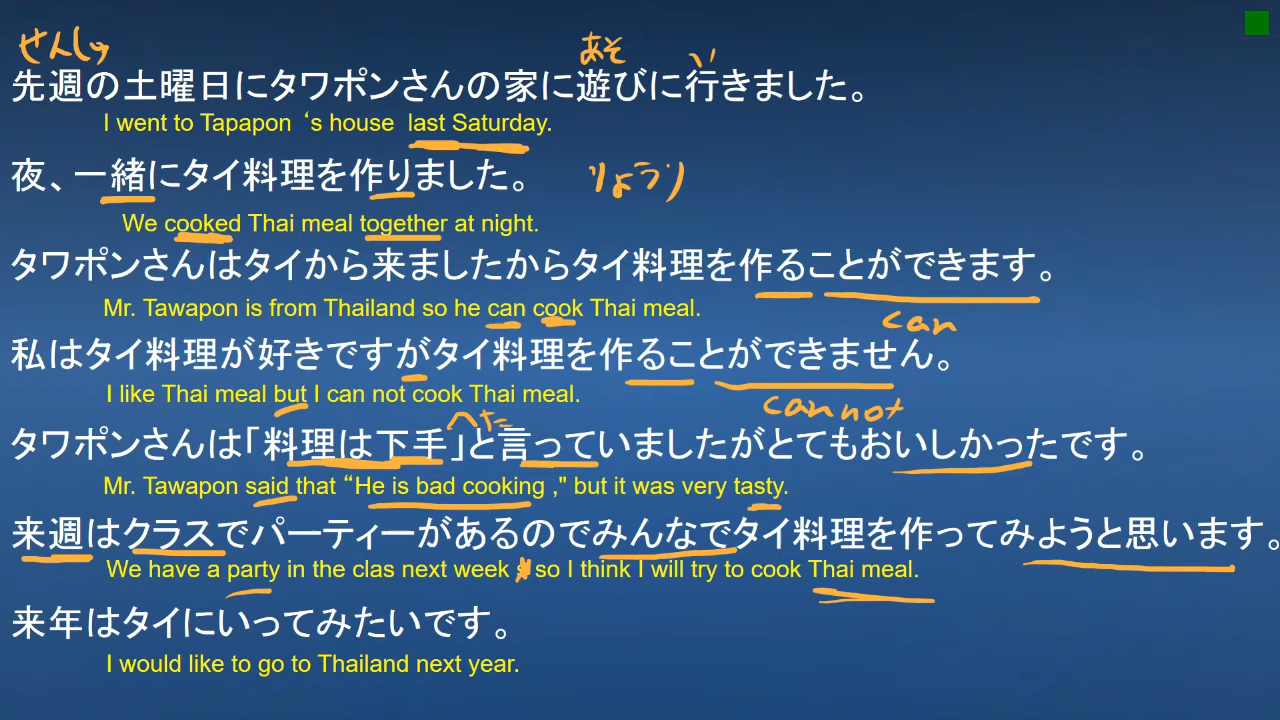 せんしゅ あそ い
先週の土曜日にタワポンさんの家に遊びに行きました。
I went to Tapapon ‘s house last Saturday.
夜、一緒にタイ料理を作りました。 りょうり
We cooked Thai meal together at night.
タワポンさんはタイから来ましたからタイ料理を作ることができます。
Mr. Tawapon is from Thailand so he can cook Thai meal.
can
私はタイ料理が好きですがタイ料理を作ることができません。
I like Thai meal but I can not cook Thai meal.
cannot
へた
タワポンさんは「料理は下手」と言っていましたがとてもおいしかったです。
Mr. Tawapon said that “He is bad cooking ," but it was very tasty.
来週はクラスでパーティーがあるのでみんなでタイ料理を作ってみようと思います。
We have a party in the clas next week so I think I will try to cook Thai meal.
来年はタイにいってみたいです。
I would like to go to Thailand next year.